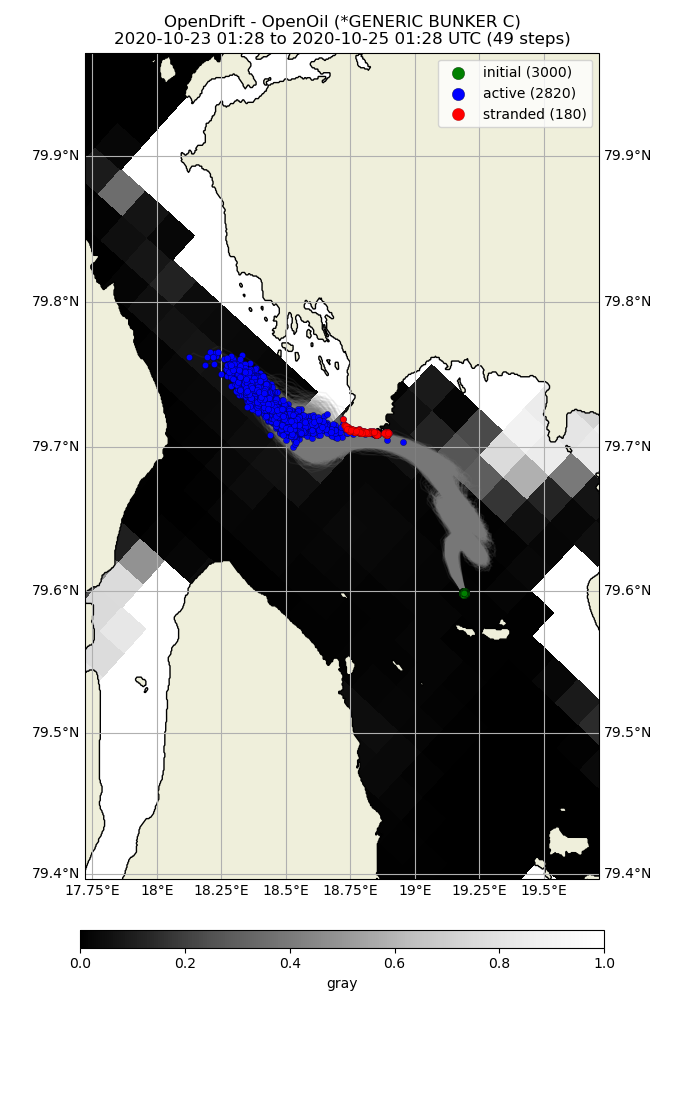 OpenDrift - OpenOil (*GENERIC BUNKER C)
2020-10-23 01:28 to 2020-10-25 01:28 UTC (49 steps)
initial (3000)
active (2820)
stranded (180)
79.9°N 79.9°N
79.8°N 79.8°N
79.7°N 79.7°N
79.6°N 79.6°N
79.5°N 79.5°N
79.4°N 79.4°N
17.75°E 18°E 18.25°E 18.5°E 18.75°E 19°E 19.25°E 19.5°E
0.0 0.2 0.4 0.6 0.8 1.0
gray